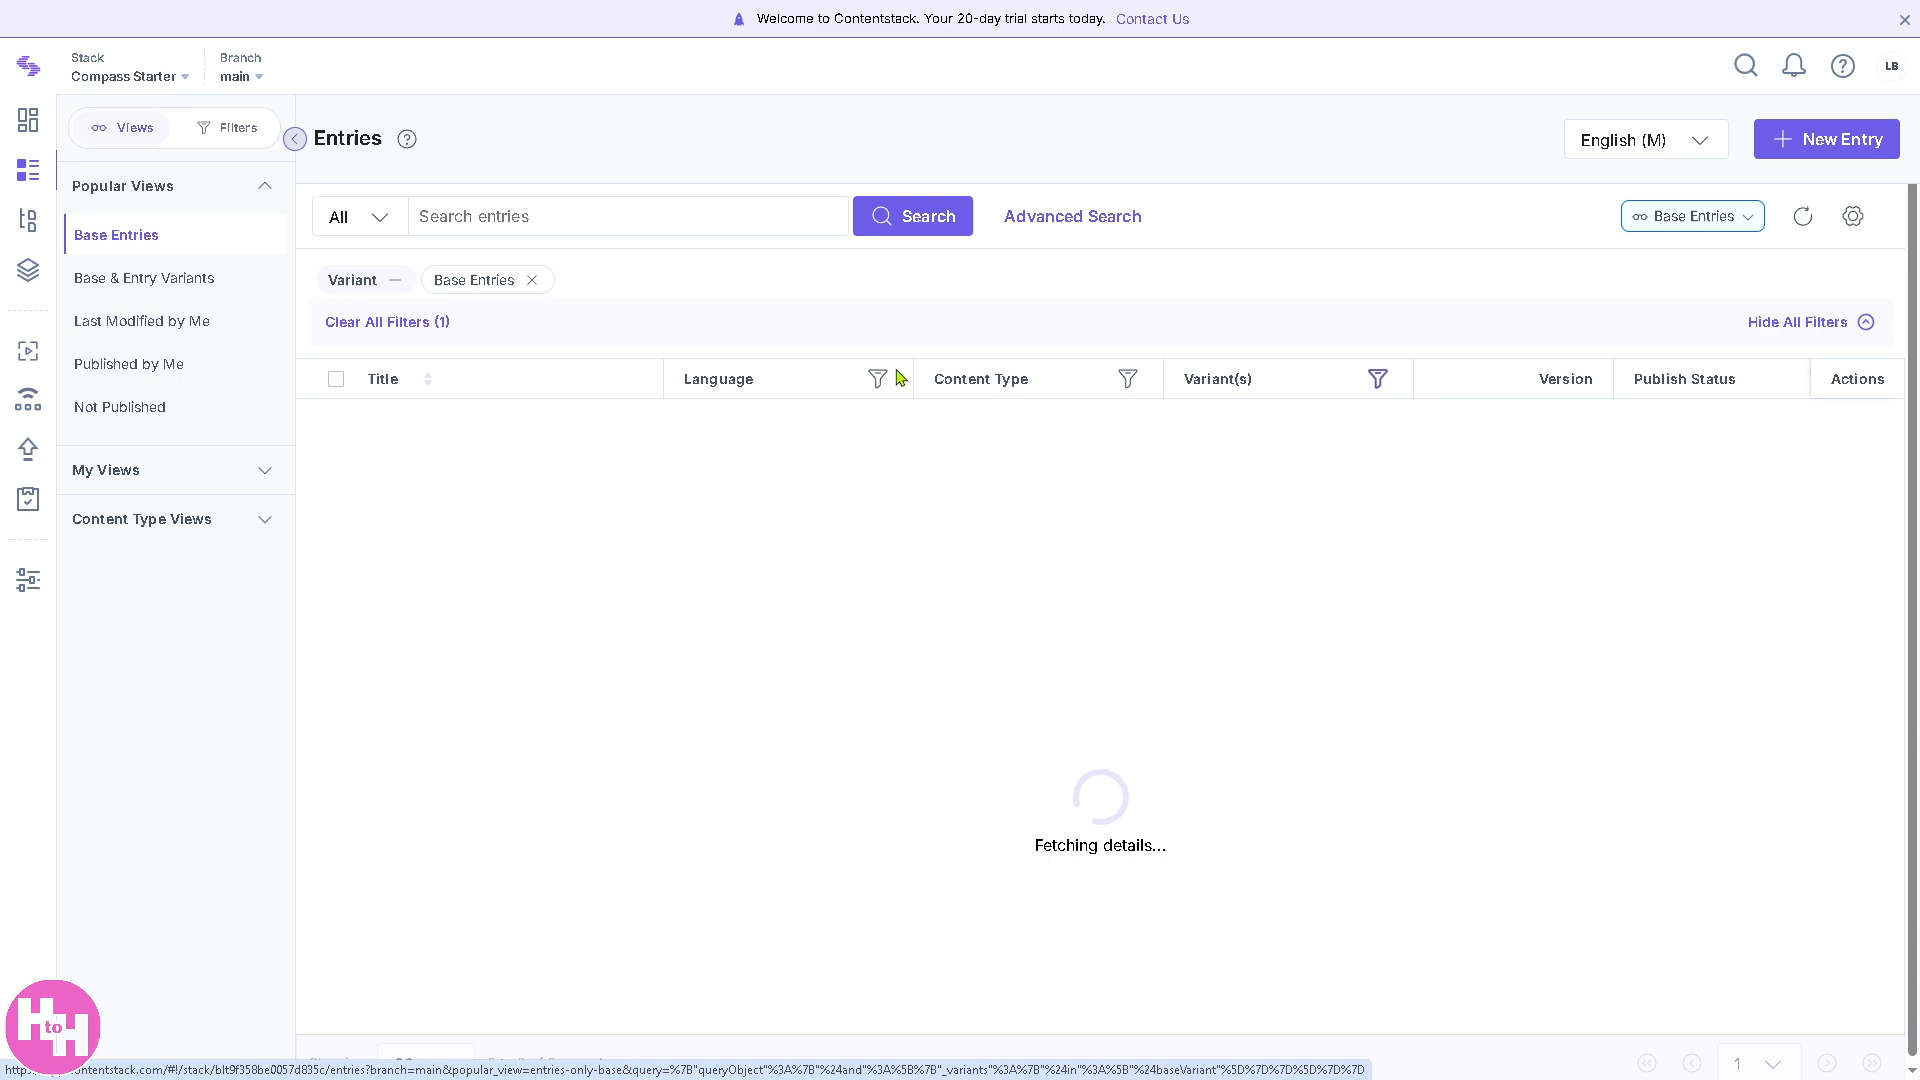 Welcome to Contentstack. Your 20-day trial starts today. Contact Us
Stack
Compass Starter
Branch
main
LB
Views
Filters
Entries
English (M)
New Entry
Popular Views
Base Entries
Base & Entry Variants
Last Modified by Me
Published by Me
Not Published
My Views
Content Type Views
All
Search entries
Search
Advanced Search
Base Entries
Variant
Base Entries
Clear All Filters (1)
Hide All Filters
Title
Language
Content Type
Variant(s)
Version
Publish Status
Actions
Fetching details...
1
H to H
ontentstack.com/#!/stack/blt9f358be0057d835c/entries?branch=main&popular_view=entries-only-base&query=%7B"queryObject"%3A%7B"%24and"%3A%5B%7B"_variants"%3A%7B"%24in"%3A%5B"%24baseVariant"%5D%7D%7D%5D%7D%7D